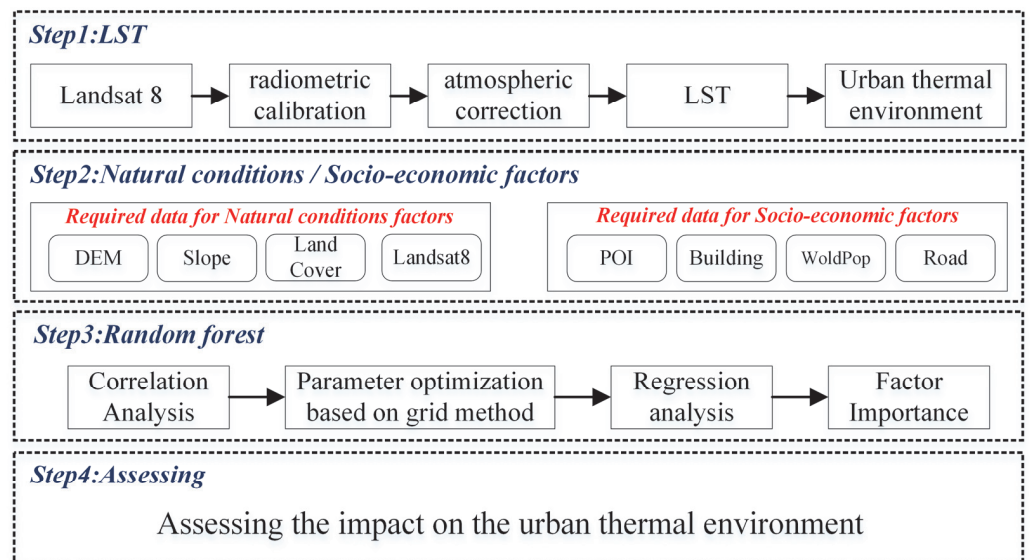 Step1:LST
Landsat 8
radiometric
calibration
atmospheric
correction
LST
Urban thermal
environment
Step2:Natural conditions / Socio-economic factors
Required data for Natural conditions factors
DEM
Slope
Land
Cover
Landsat8
Required data for Socio-economic factors
POI
Building
WoldPop
Road
Step3:Random forest
Correlation
Analysis
Parameter optimization
based on grid method
Regression
analysis
Factor
Importance
Step4:Assessing
Assessing the impact on the urban thermal environment